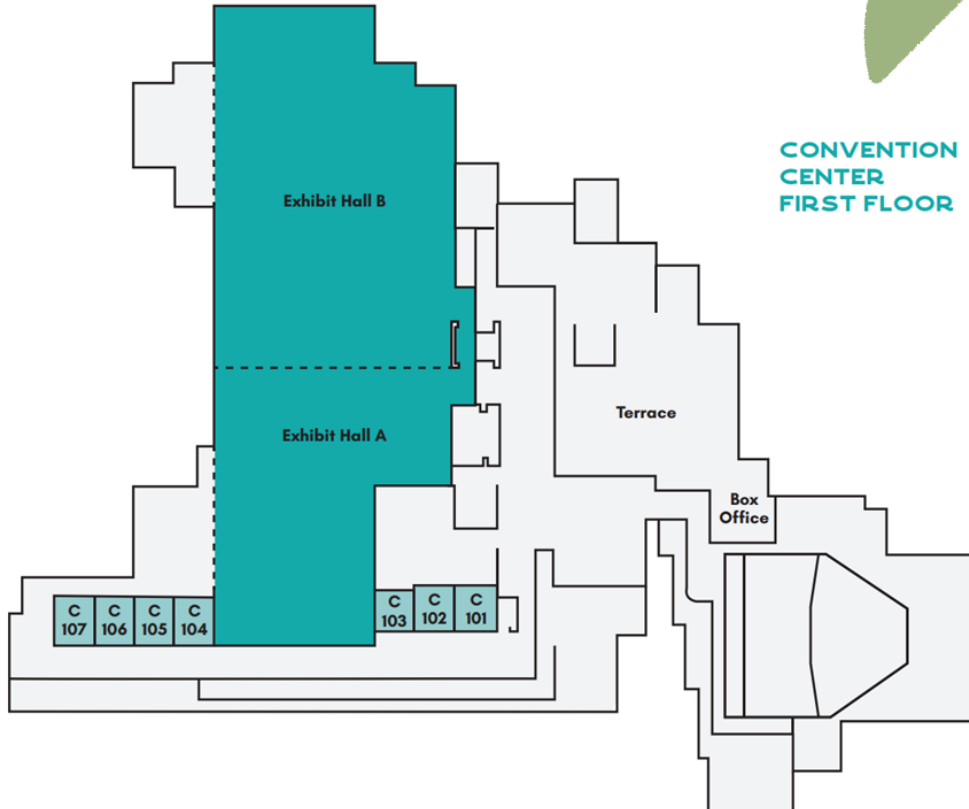 CONVENTION
CENTER
FIRST FLOOR
Exhibit Hall B
Exhibit Hall A
Terrace
Box
Office
C
107
C
106
C
105
C
104
C
103
C
102
C
101